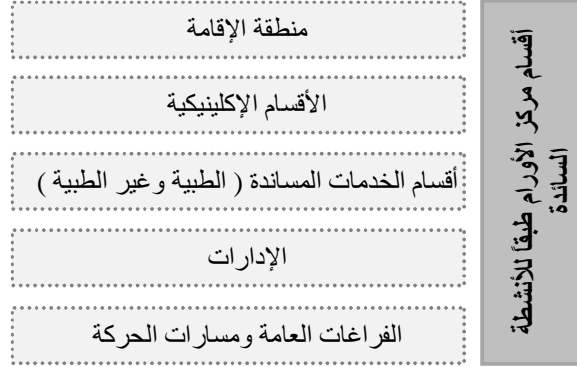 أقسام مركز الأورام طبقاً للأنشطة
السائدة
منطقة الإقامة
الأقسام الإكلينيكية
أقسام الخدمات المساندة ( الطبية وغير الطبية )
الإدارات
الفراغات العامة ومسارات الحركة